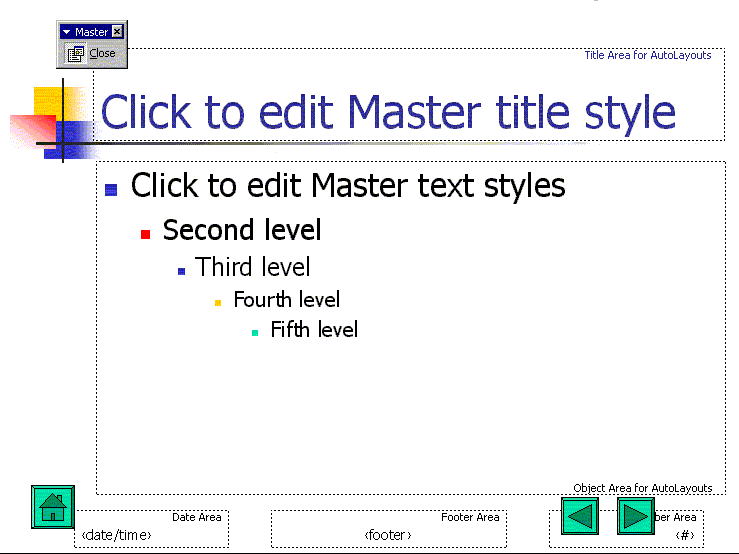 Master
Close
Title Area for AutoLayouts
Click to edit Master title style
Click to edit Master text styles
Second level
Third level
Fourth level
Fifth level
Object Area for AutoLayouts
Date Area
Footer Area
ber Area
‹date/time›
‹footer›
‹#›